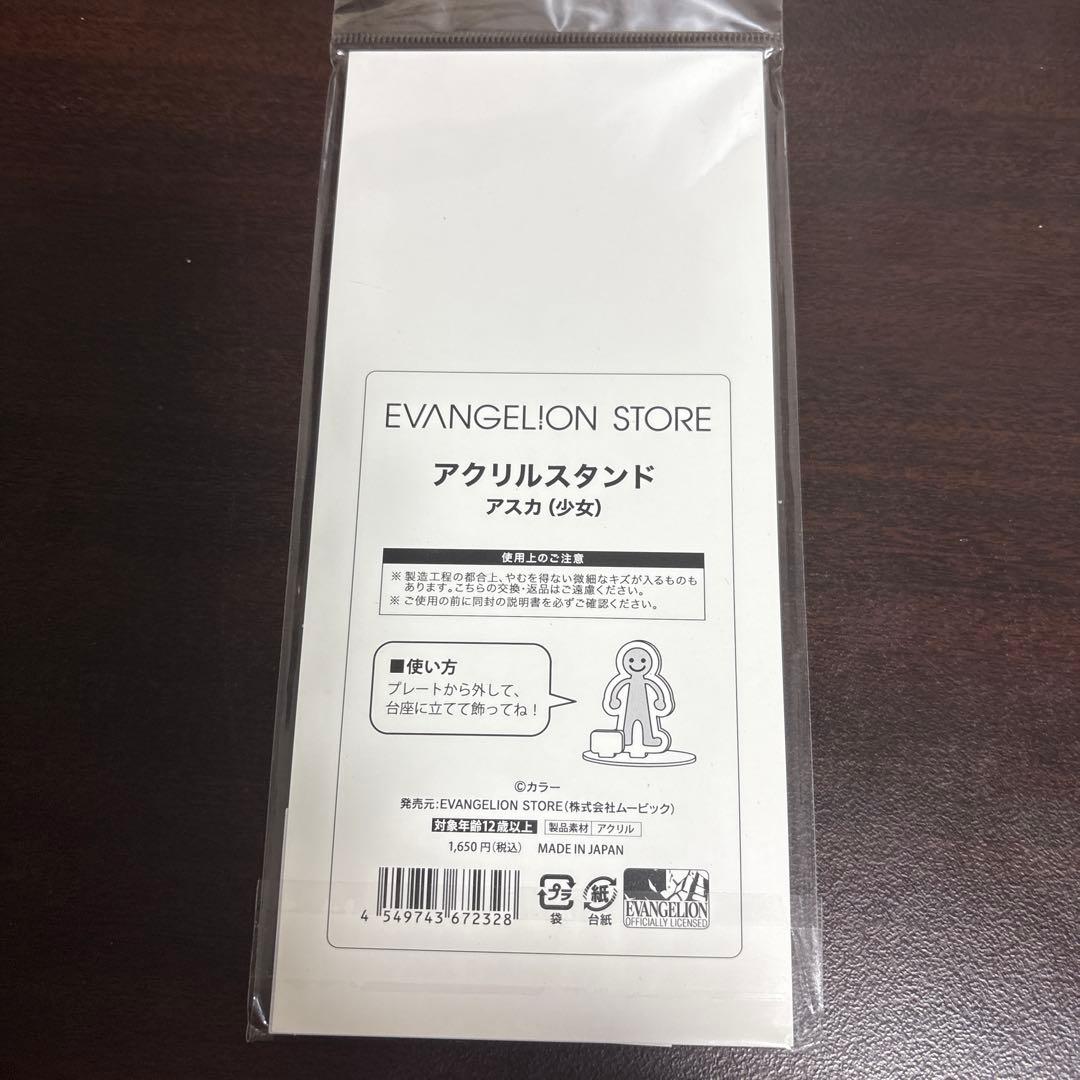 EVANGELION STORE
アクリルスタンド
アスカ（少女）
使用上のご注意
※ 製造工程の都合上、やむを得ない微細なキズが入るものも
あります。こちらの交換・返品はご遠慮ください。
※ ご使用の前に同封の説明書を必ずご確認ください。
■使い方
プレートから外して、
台座に立てて飾ってね！
©カラー
発売元：EVANGELION STORE（株式会社ムービック）
対象年齢12歳以上 製品素材 アクリル
1,650円（税込） MADE IN JAPAN
4 549743 672328
プラ 袋
紙 台紙
EVANGELION
OFFICIALLY LICENSED